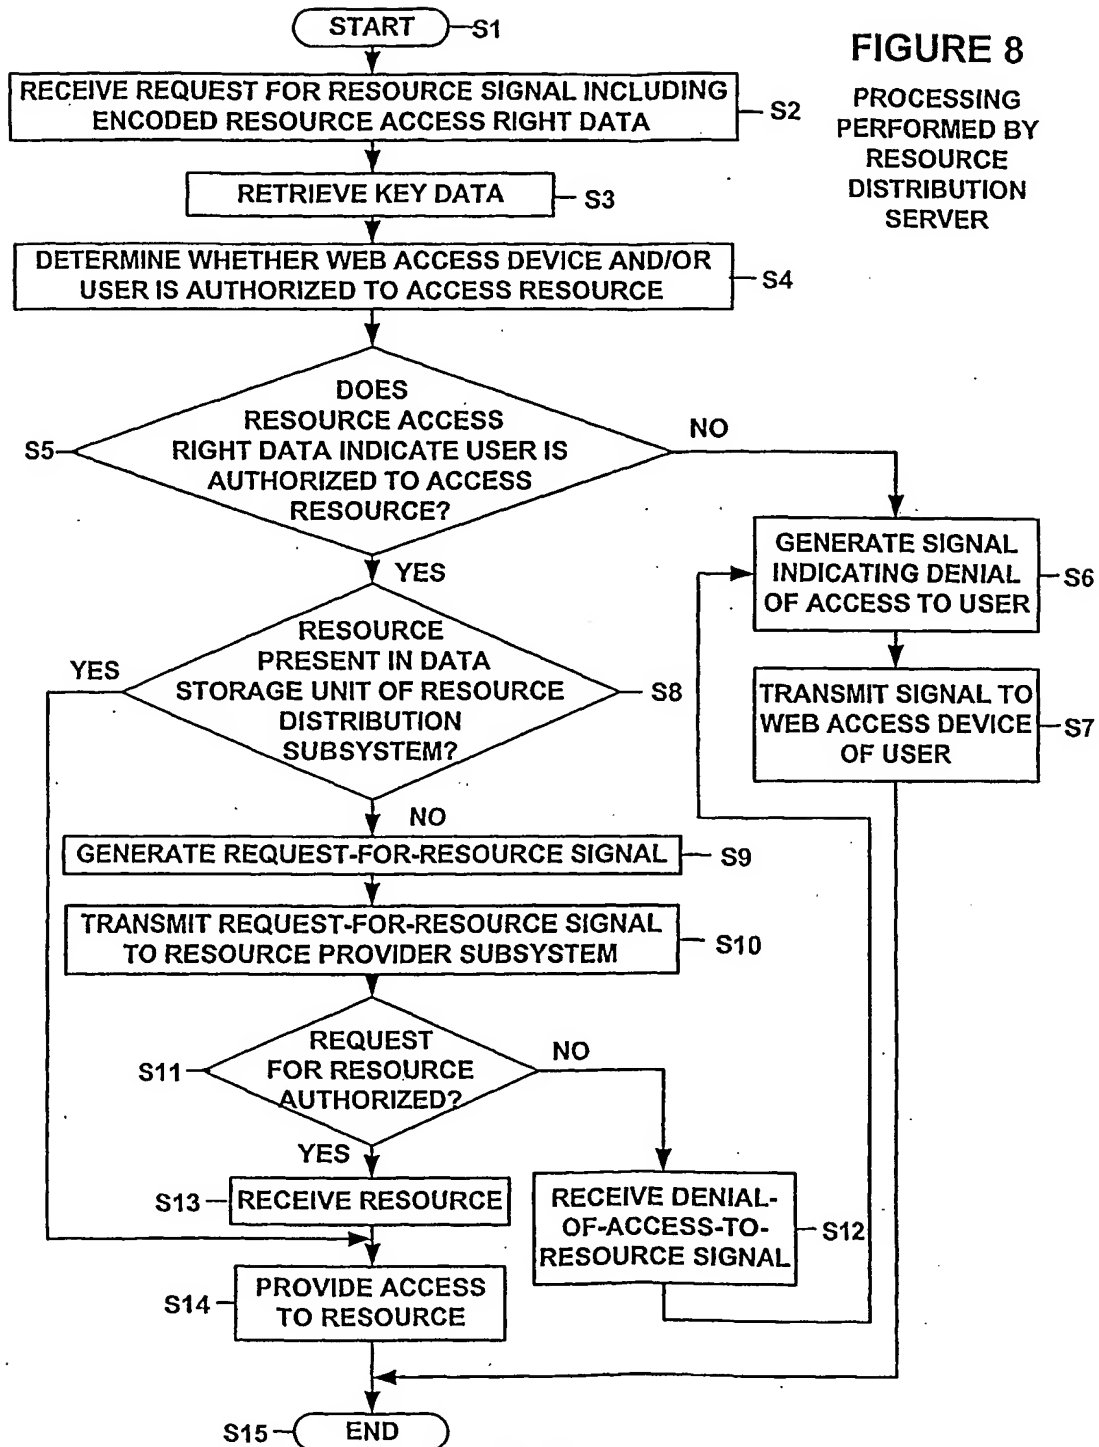 START
S1
FIGURE 8
PROCESSING
PERFORMED BY
RESOURCE
DISTRIBUTION
SERVER
RECEIVE REQUEST FOR RESOURCE SIGNAL INCLUDING
ENCODED RESOURCE ACCESS RIGHT DATA
S2
RETRIEVE KEY DATA
S3
DETERMINE WHETHER WEB ACCESS DEVICE AND/OR
USER IS AUTHORIZED TO ACCESS RESOURCE
S4
DOES
RESOURCE ACCESS
RIGHT DATA INDICATE USER IS
AUTHORIZED TO ACCESS
RESOURCE?
S5
NO
YES
GENERATE SIGNAL
INDICATING DENIAL
OF ACCESS TO USER
S6
TRANSMIT SIGNAL TO
WEB ACCESS DEVICE
OF USER
S7
RESOURCE
PRESENT IN DATA
STORAGE UNIT OF RESOURCE
DISTRIBUTION
SUBSYSTEM?
S8
YES
NO
GENERATE REQUEST-FOR-RESOURCE SIGNAL
S9
TRANSMIT REQUEST-FOR-RESOURCE SIGNAL
TO RESOURCE PROVIDER SUBSYSTEM
S10
REQUEST
FOR RESOURCE
AUTHORIZED?
S11
NO
YES
RECEIVE DENIAL-
OF-ACCESS-TO-
RESOURCE SIGNAL
S12
S13
RECEIVE RESOURCE
S14
PROVIDE ACCESS
TO RESOURCE
S15
END